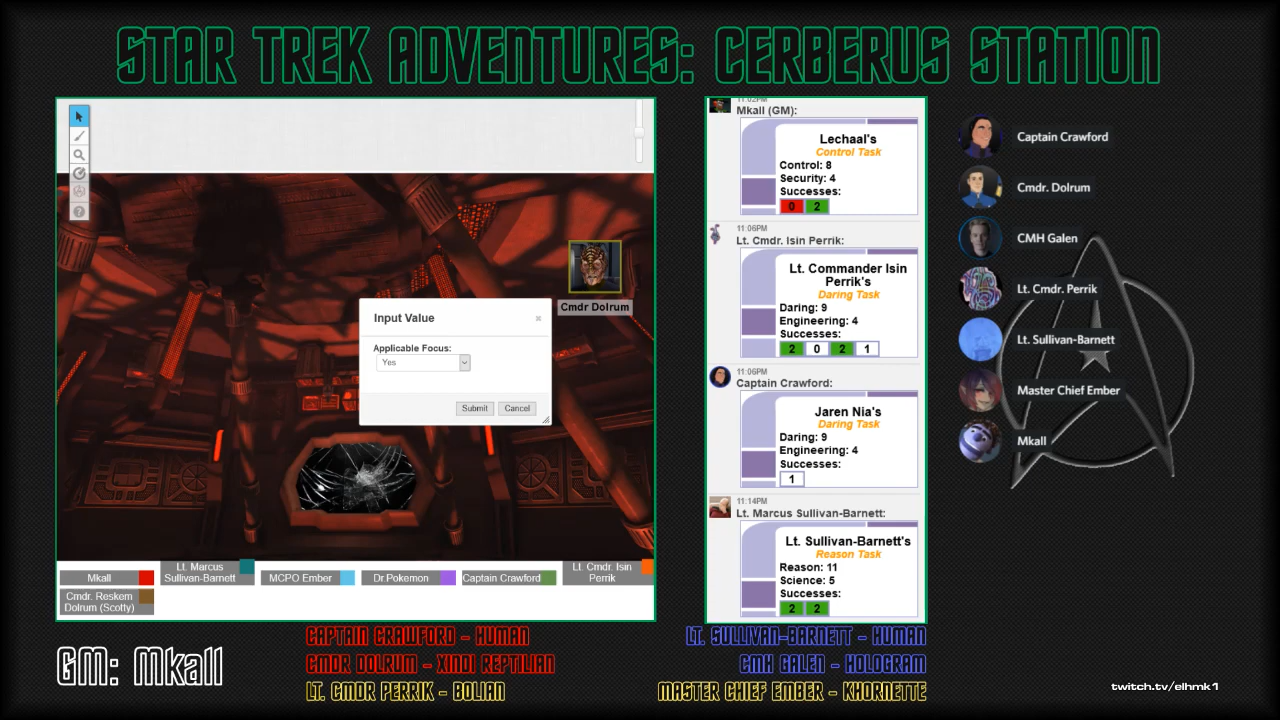 STAR TREK ADVENTURES: CERBERUS STATION
Cmdr Dolrum
Input Value
Applicable Focus:
Yes
Submit
Cancel
Mkall
Lt. Marcus
Sullivan-Barnett
MCPO Ember
Dr.Pokemon
Captain Crawford
Lt. Cmdr. Isin
Perrik
Cmdr. Reskem
Dolrum (Scotty)
11:02PM
Mkall (GM):
Lechaal's
Control Task
Control: 8
Security: 4
Successes:
0 2
11:06PM
Lt. Cmdr. Isin Perrik:
Lt. Commander Isin
Perrik's
Daring Task
Daring: 9
Engineering: 4
Successes:
2 0 2 1
11:06PM
Captain Crawford:
Jaren Nia's
Daring Task
Daring: 9
Engineering: 4
Successes:
1
11:14PM
Lt. Marcus Sullivan-Barnett:
Lt. Sullivan-Barnett's
Reason Task
Reason: 11
Science: 5
Successes:
2 2
Captain Crawford
Cmdr. Dolrum
CMH Galen
Lt. Cmdr. Perrik
Lt. Sullivan-Barnett
Master Chief Ember
Mkall
GM: Mkall
CAPTAIN CRAWFORD - HUMAN
CMDR DOLRUM - XINDI REPTILIAN
LT. CMDR PERRIK - BOLIAN
LT. SULLIVAN-BARNETT - HUMAN
CMH GALEN - HOLOGRAM
MASTER CHIEF EMBER - KHORNETTE
twitch.tv/elhmk1